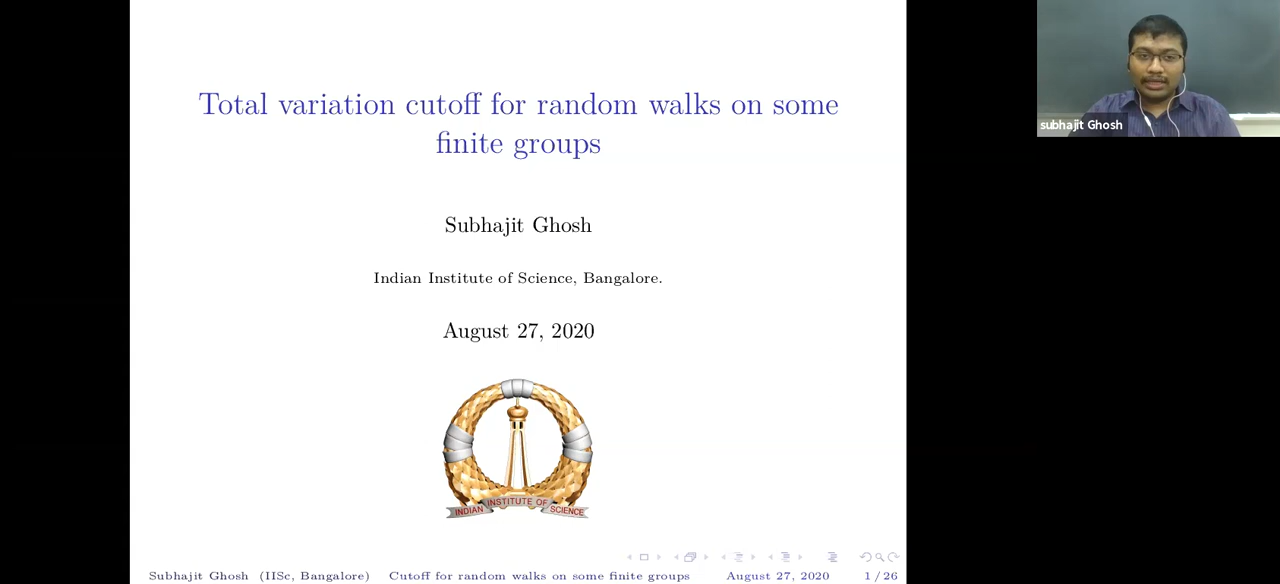 Total variation cutoff for random walks on some
finite groups
Subhajit Ghosh
Indian Institute of Science, Bangalore.
August 27, 2020
INDIAN INSTITUTE OF SCIENCE
Subhajit Ghosh (IISc, Bangalore) Cutoff for random walks on some finite groups August 27, 2020 1 / 26
subhajit Ghosh